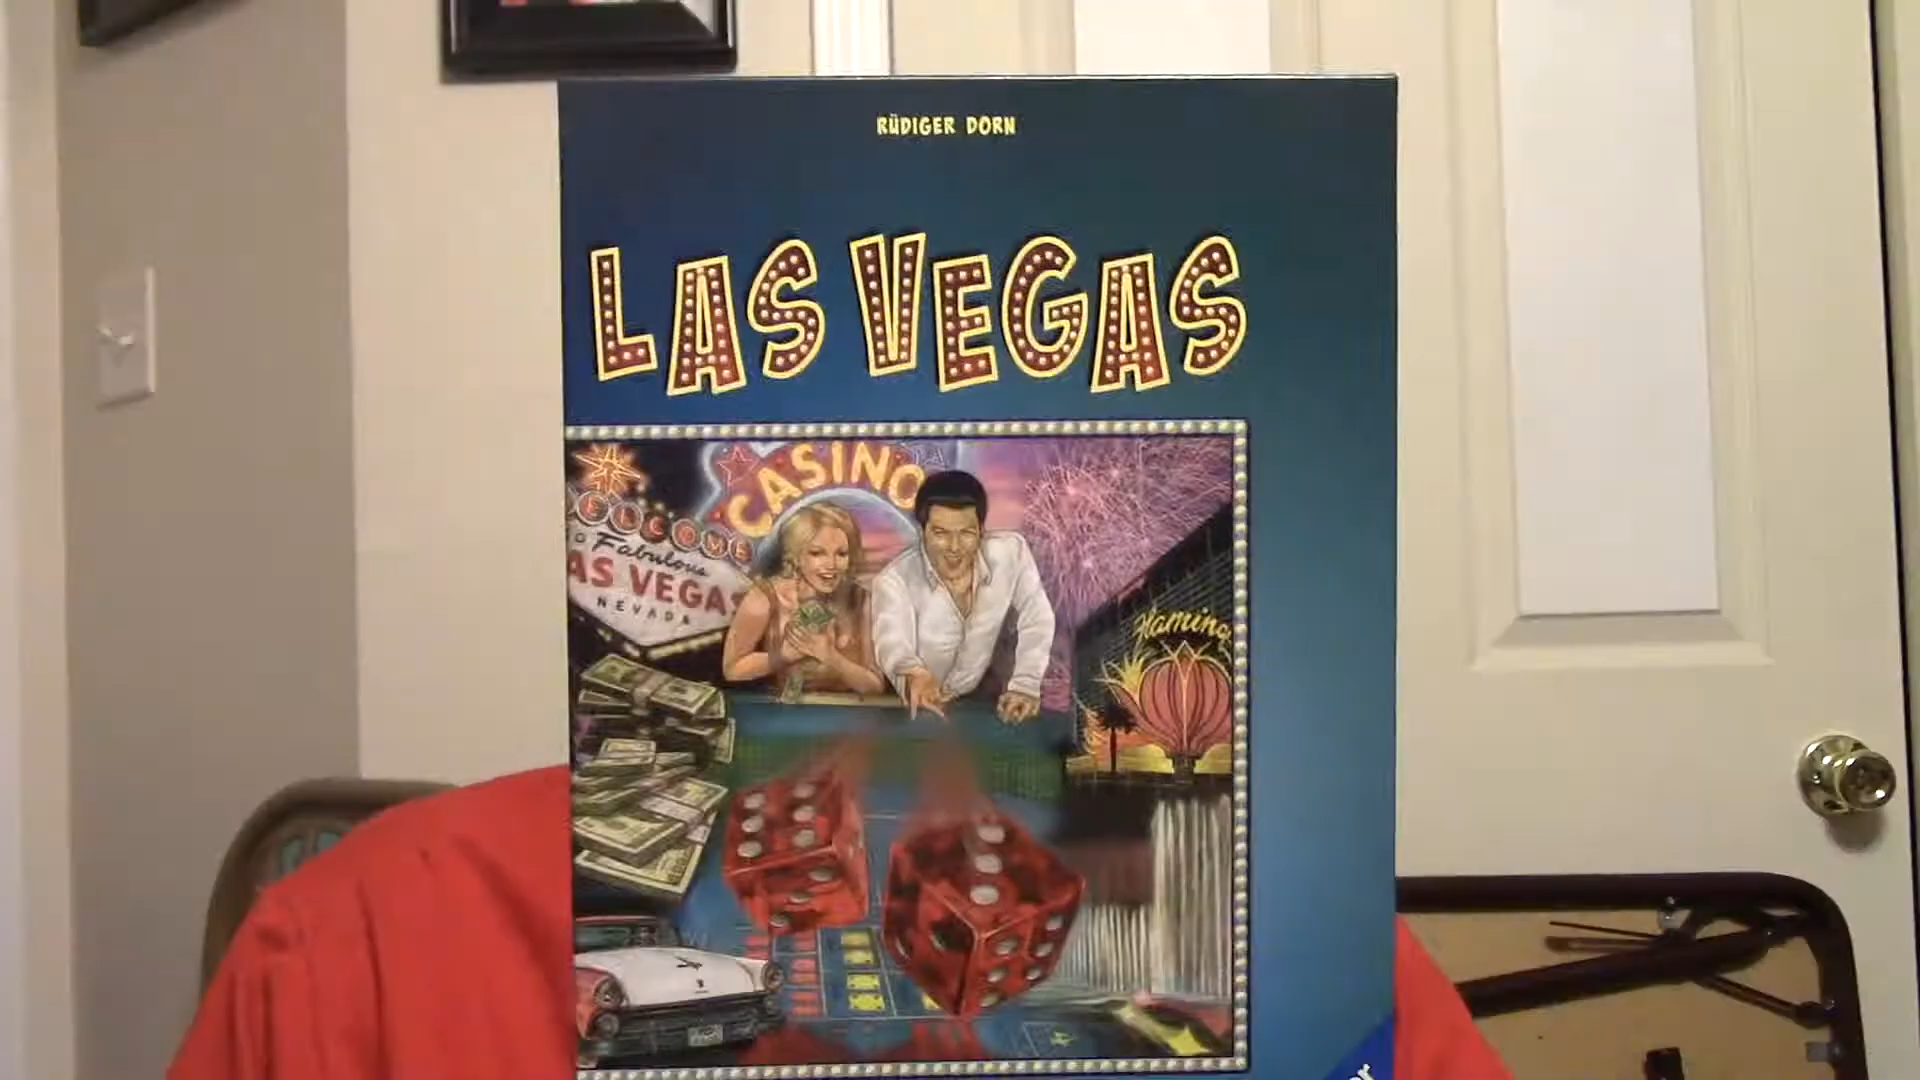 RÜDIGER DORN
LAS VEGAS
CASINO
WELCOME
Fabulous
LAS VEGAS
NEVADA
Flamingo